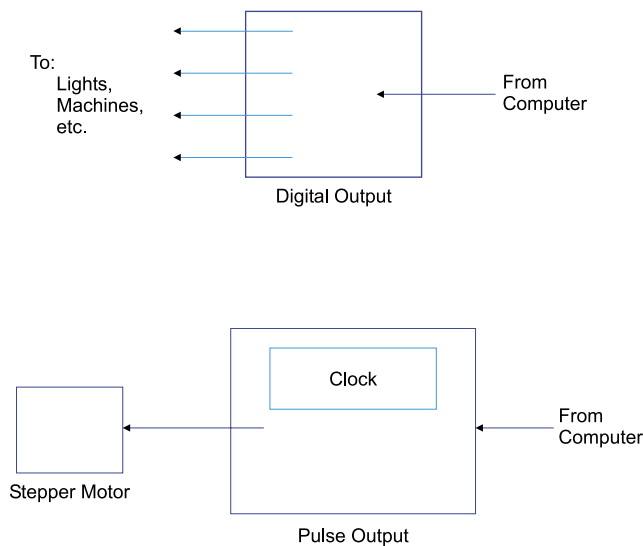 To:
Lights,
Machines,
etc.
From
Computer
Digital Output
Clock
From
Computer
Stepper Motor
Pulse Output